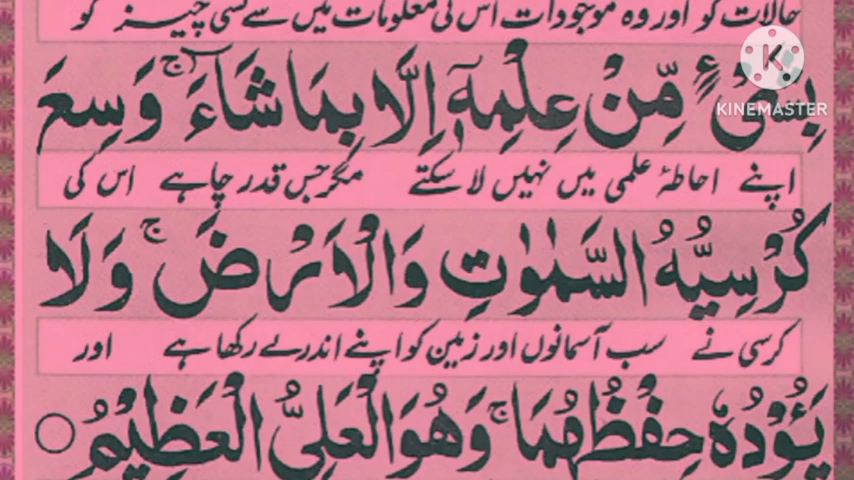 حالات کو اور وہ موجودات اس کی معلومات میں سے کسی چیز کو
KINEMASTER
بِشَیْءٍ مِّنْ عِلْمِهٖۤ اِلَّا بِمَا شَآءَ ۚ وَسِعَ
اپنے احاطۂ علمی میں نہیں لا سکتے مگر جس قدر چاہے اس کی
كُرْسِیُّهُ السَّمٰوٰتِ وَالْاَرْضَ ۚ وَلَا
کرسی نے سب آسمانوں اور زمین کو اپنے اندر لے رکھا ہے اور
یَـُٔوْدُهٗ حِفْظُهُمَا ۚ وَهُوَ الْعَلِیُّ الْعَظِیْمُ